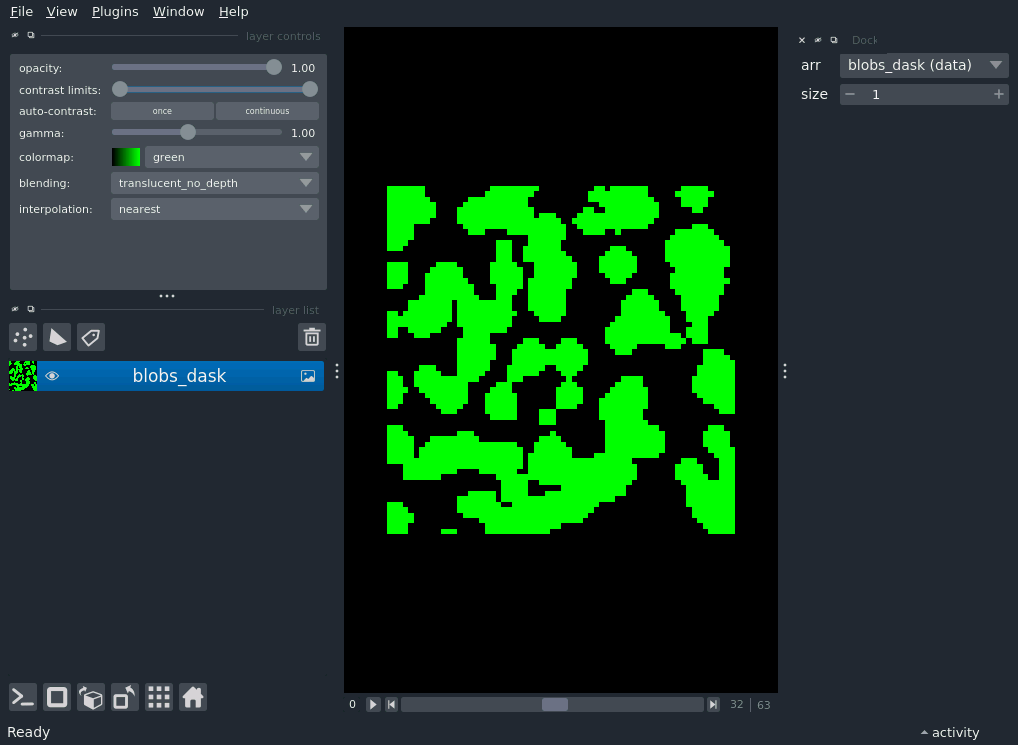 File View Plugins Window Help
layer controls
opacity: 1.00
contrast limits:
auto-contrast: once continuous
gamma: 1.00
colormap: green
blending: translucent_no_depth
interpolation: nearest
layer list
blobs_dask
Dock
arr blobs_dask (data)
size 1
0 32 | 63
Ready
activity